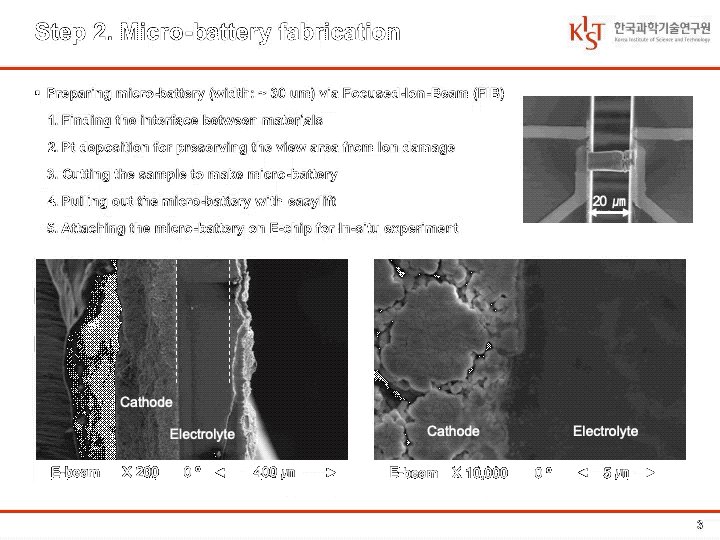 Step 2. Micro-battery fabrication
KIST 한국과학기술연구원
Korea Institute of Science and Technology
• Preparing micro-battery (width: ~ 30 um) via Focused-Ion-Beam (FIB)
1. Finding the interface between materials
2. Pt deposition for preserving the view area from Ion damage
3. Cutting the sample to make micro-battery
4. Pulling out the micro-battery with easy lift
5. Attaching the micro-battery on E-chip for In-situ experiment
20 ㎛
Cathode
Electrolyte
Cathode Electrolyte
E-beam X 200 0 º < 400 ㎛ >
E-beam X 10,000 0 º < 5 ㎛ >